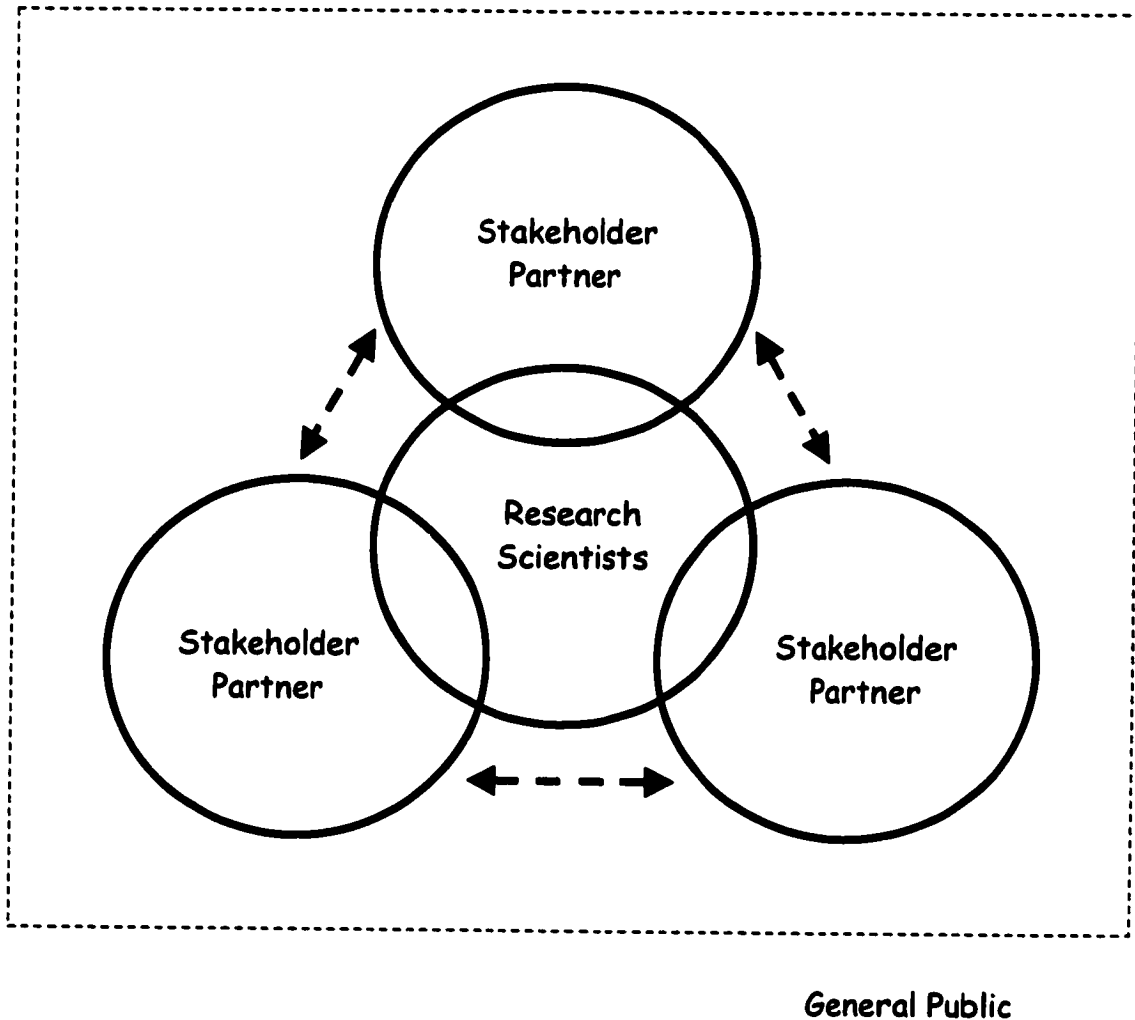 Stakeholder
Partner
Research
Scientists
Stakeholder
Partner
Stakeholder
Partner
General Public